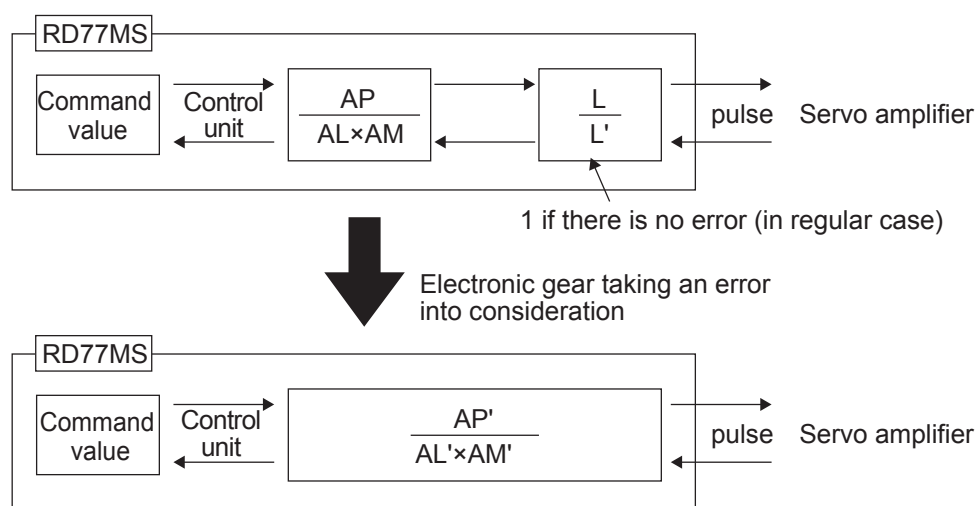 RD77MS
Command
value
Control
unit
AP
AL×AM
L
L'
pulse
Servo amplifier
1 if there is no error (in regular case)
Electronic gear taking an error
into consideration
RD77MS
Command
value
Control
unit
AP'
AL'×AM'
pulse
Servo amplifier